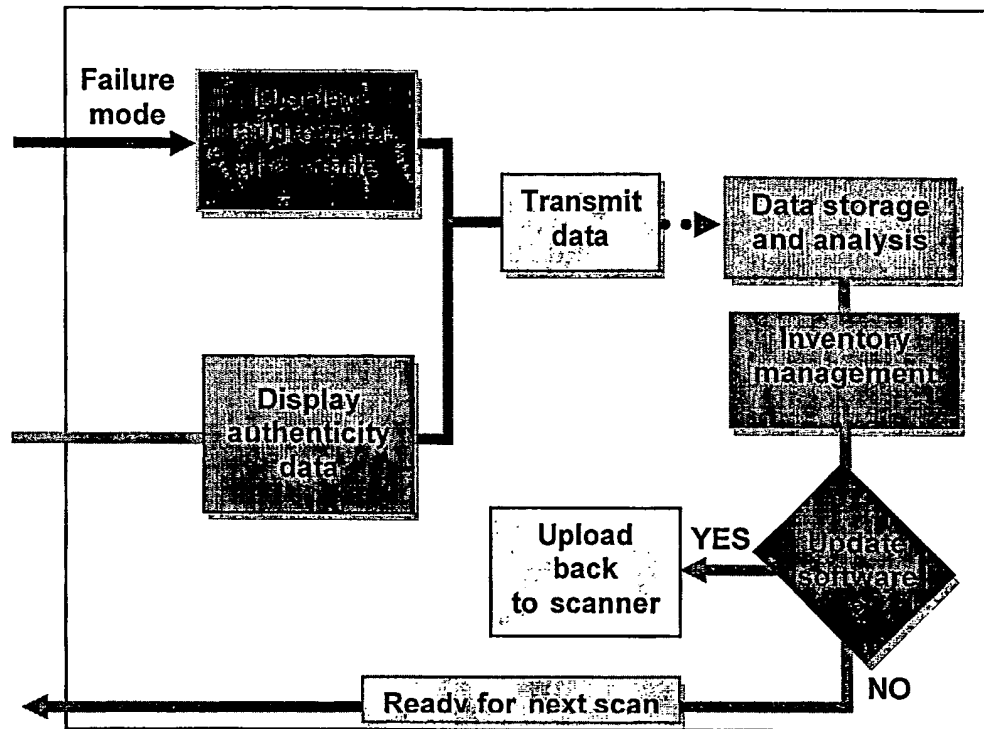 Failure
mode
Display
Transmit
data
Data storage
and analysis
Inventory
management
Display
authenticity
data
Upload
back
to scanner
YES
Update
software
?
NO
Ready for next scan